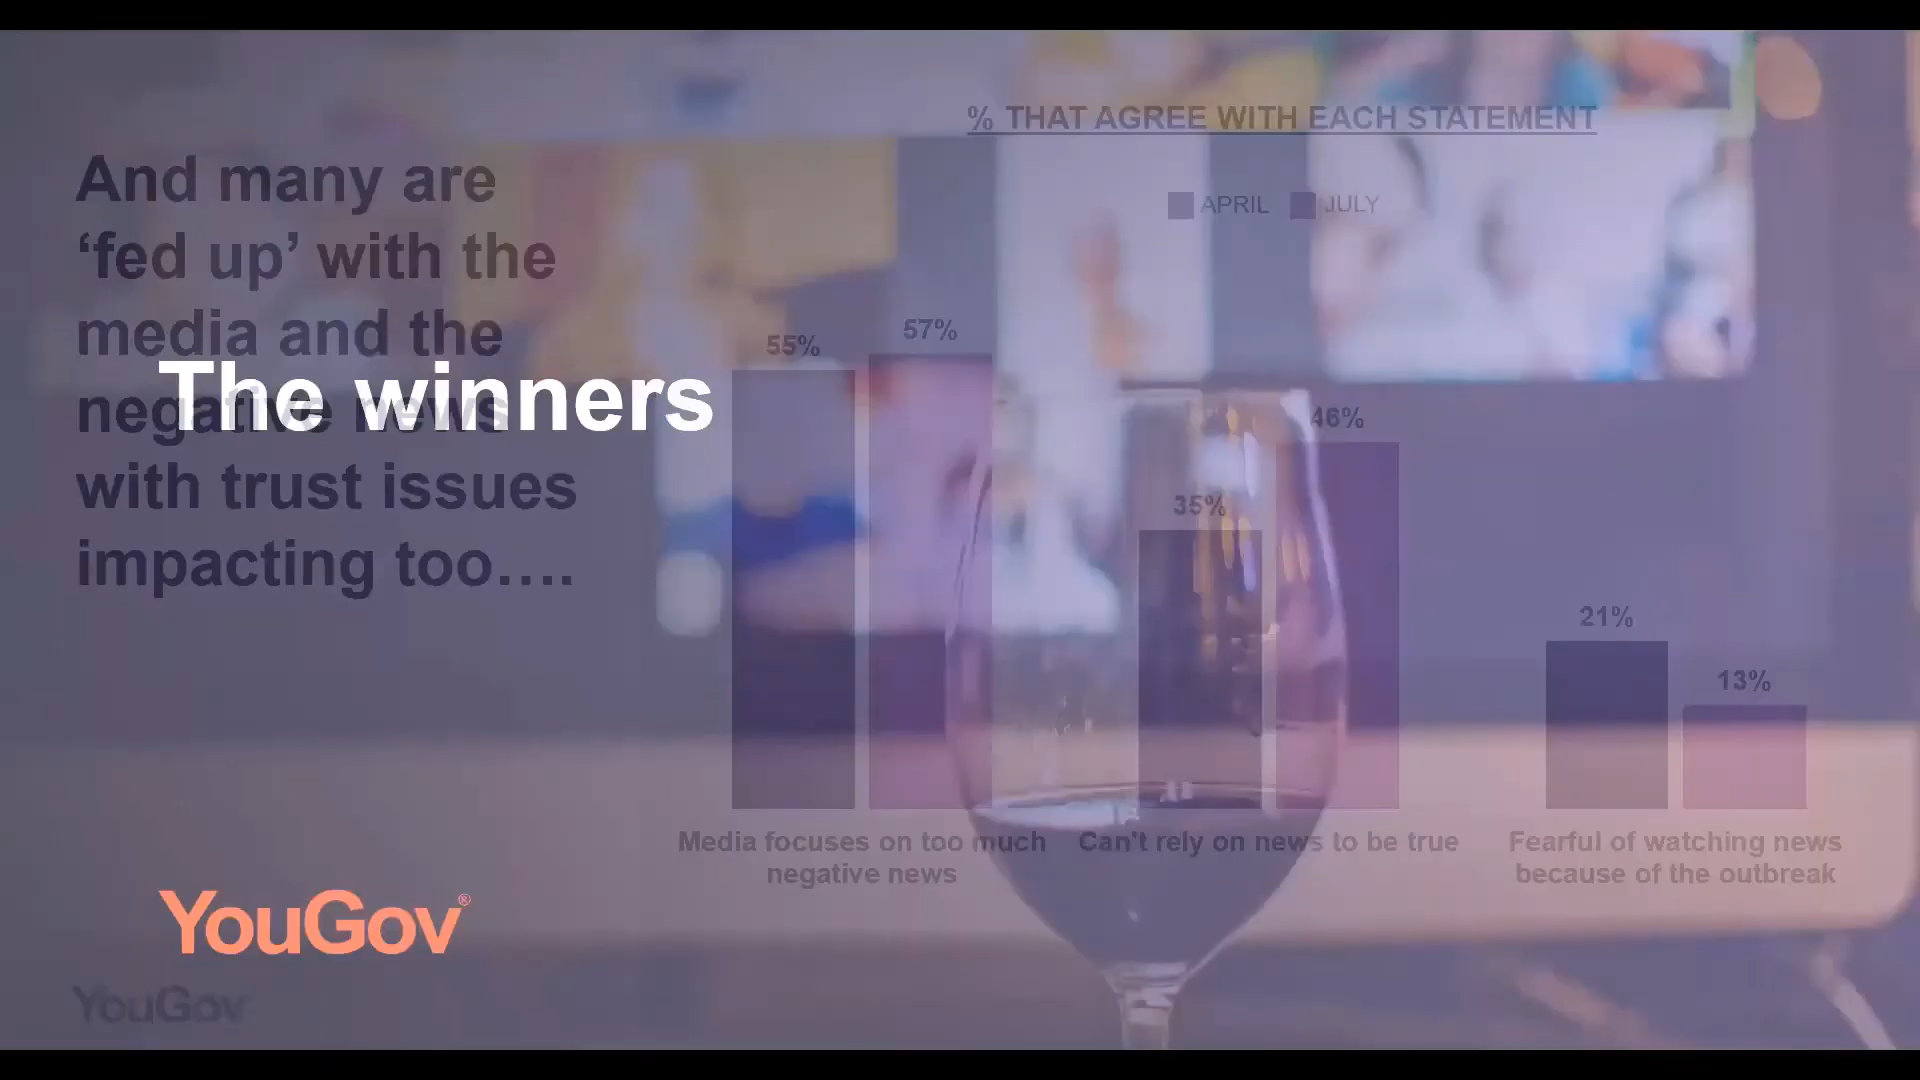 % THAT AGREE WITH EACH STATEMENT
APRIL JULY
And many are
‘fed up’ with the
media and the
negative news
with trust issues
impacting too….
The winners
55% 57%
35% 46%
21% 13%
Media focuses on too much
negative news
Can't rely on news to be true
Fearful of watching news
because of the outbreak
YouGov®
YouGov